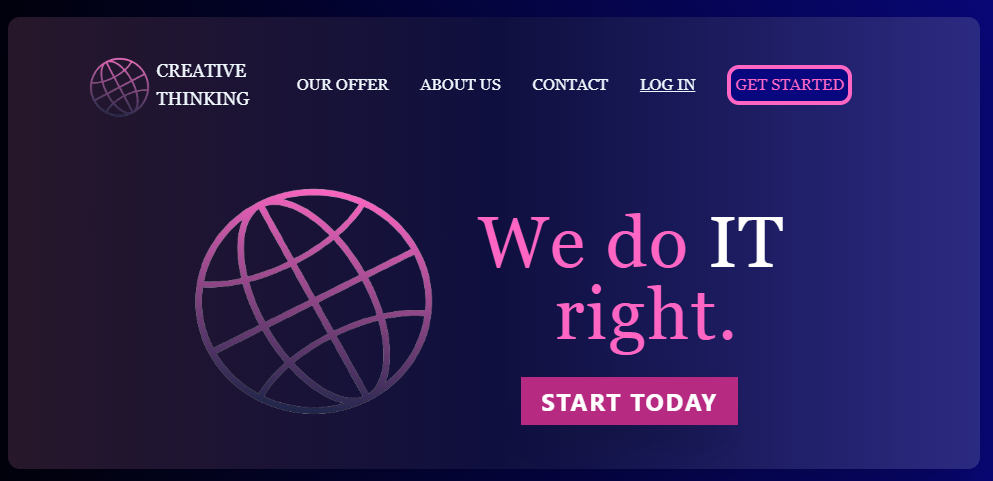 CREATIVE
THINKING
OUR OFFER ABOUT US CONTACT LOG IN GET STARTED
We do IT
right.
START TODAY